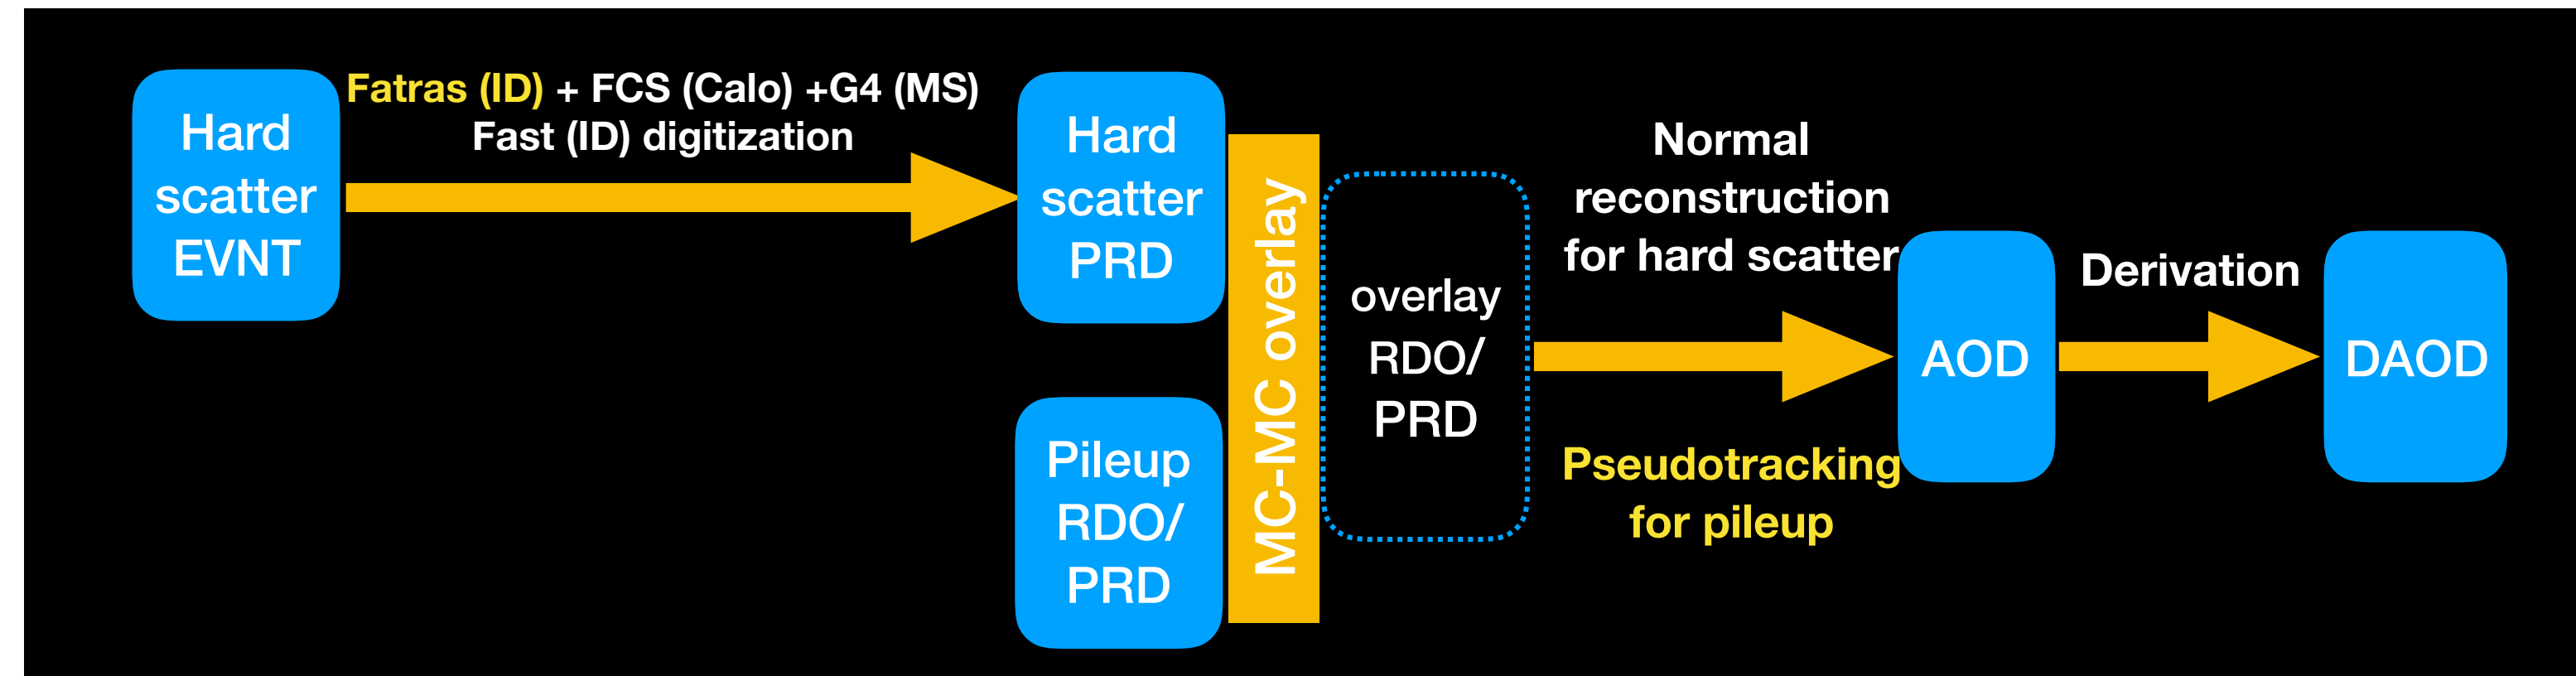 Hard
scatter
EVNT
Fatras (ID) + FCS (Calo) +G4 (MS)
Fast (ID) digitization
Hard
scatter
PRD
Pileup
RDO/
PRD
MC-MC overlay
overlay
RDO/
PRD
Normal
reconstruction
for hard scatter
Pseudotracking
for pileup
AOD
Derivation
DAOD